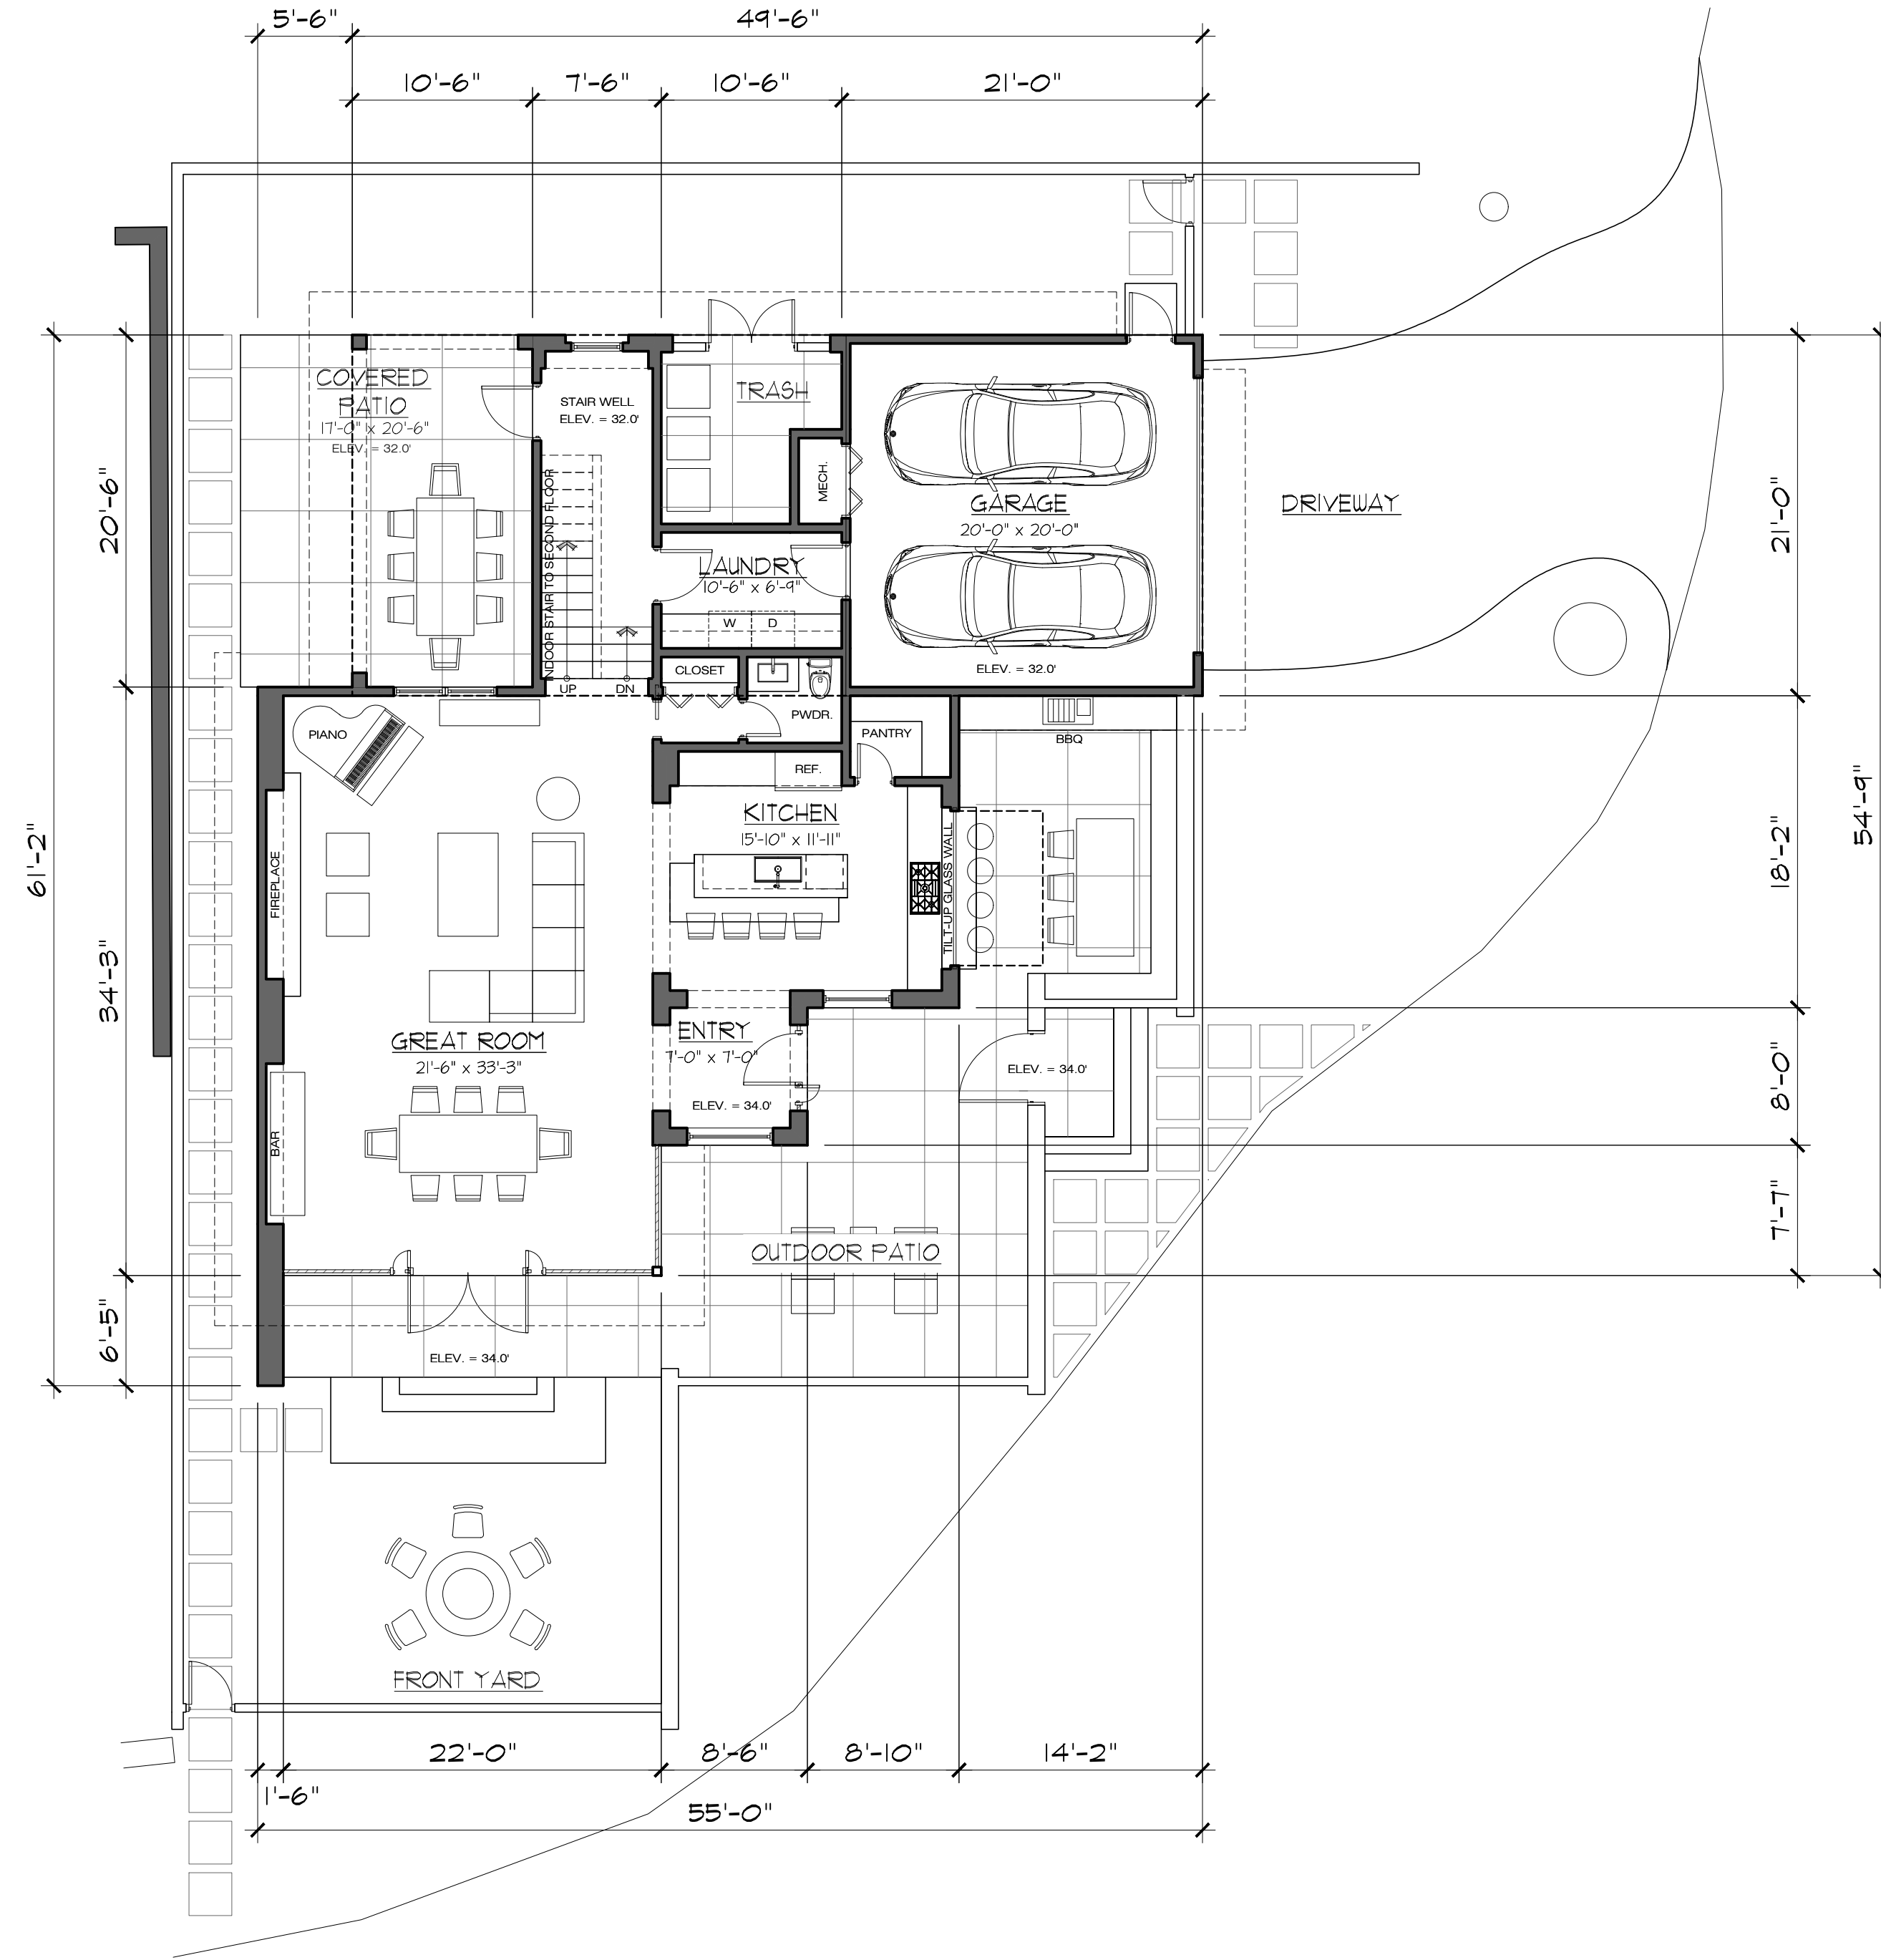 5'-6"
49'-6"
10'-6"
7'-6"
10'-6"
21'-0"
COVERED
PATIO
17'-0" x 20'-6"
ELEV. = 32.0'
STAIR WELL
ELEV. = 32.0'
TRASH
MECH.
GARAGE
20'-0" x 20'-0"
ELEV. = 32.0'
DRIVEWAY
INDOOR STAIR TO SECOND FLOOR
UP
DN
LAUNDRY
10'-6" x 6'-9"
W
D
CLOSET
PWDR.
PANTRY
BBQ
PIANO
REF.
KITCHEN
15'-10" x 11'-11"
TILT-UP GLASS WALL
FIREPLACE
GREAT ROOM
21'-6" x 33'-3"
ENTRY
7'-0" x 7'-0"
ELEV. = 34.0'
ELEV. = 34.0'
BAR
OUTDOOR PATIO
ELEV. = 34.0'
FRONT YARD
61'-2"
20'-6"
34'-3"
6'-5"
21'-0"
18'-2"
8'-0"
7'-7"
54'-9"
22'-0"
8'-6"
8'-10"
14'-2"
1'-6"
55'-0"